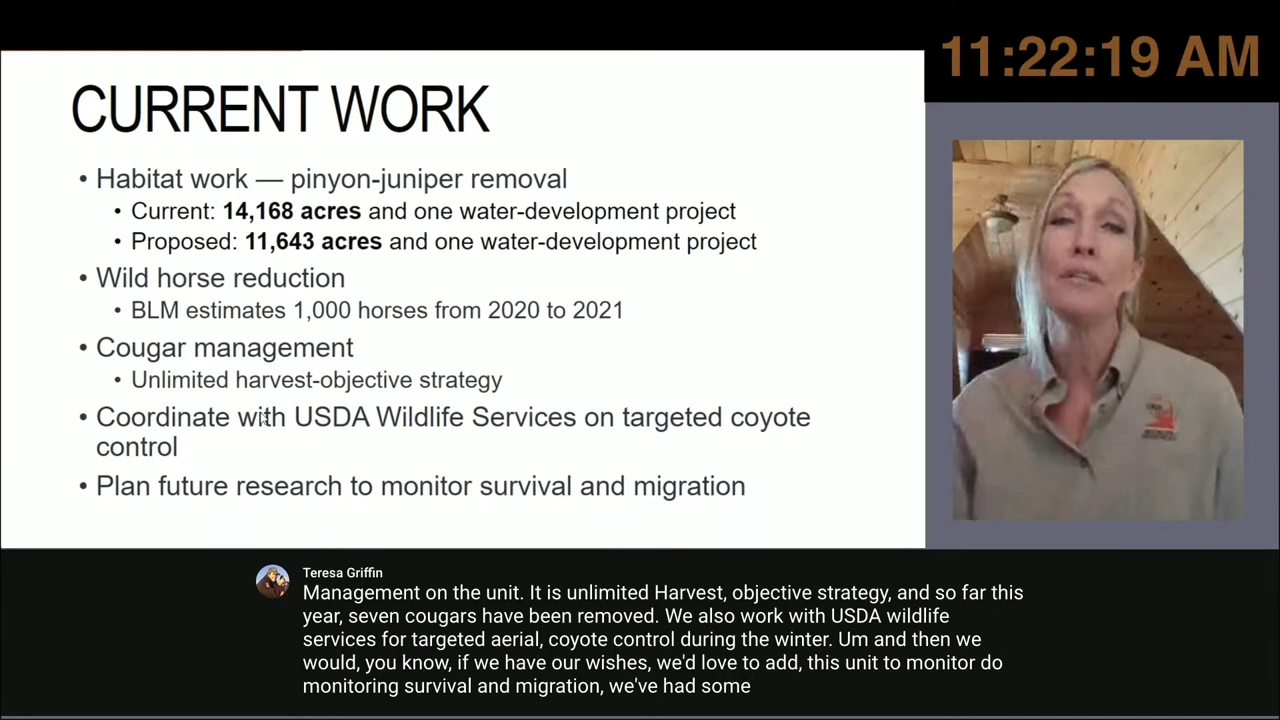 11:22:19 AM
CURRENT WORK
• Habitat work — pinyon-juniper removal
• Current: 14,168 acres and one water-development project
• Proposed: 11,643 acres and one water-development project
• Wild horse reduction
• BLM estimates 1,000 horses from 2020 to 2021
• Cougar management
• Unlimited harvest-objective strategy
• Coordinate with USDA Wildlife Services on targeted coyote
control
• Plan future research to monitor survival and migration
Teresa Griffin
Management on the unit. It is unlimited Harvest, objective strategy, and so far this
year, seven cougars have been removed. We also work with USDA wildlife
services for targeted aerial, coyote control during the winter. Um and then we
would, you know, if we have our wishes, we'd love to add, this unit to monitor do
monitoring survival and migration, we've had some